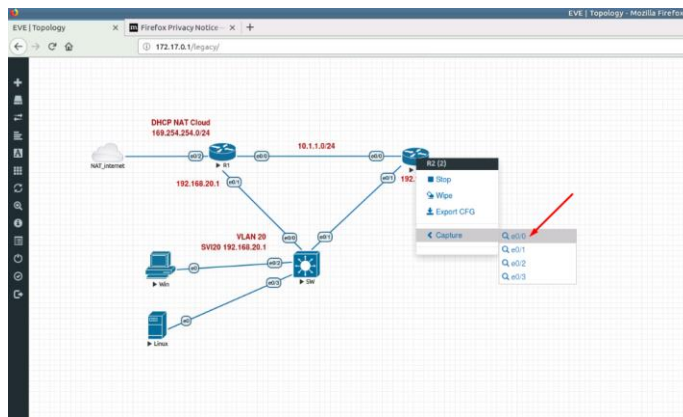 EVE | Topology - Mozilla Firefox
EVE | Topology
Firefox Privacy Notice —
172.17.0.1/legacy/
DHCP NAT Cloud
169.254.254.0/24
NAT_internet
e0/2
R1
e0/0
10.1.1.0/24
e0/0
R2 (2)
Stop
Wipe
Export CFG
Capture
e0/0
e0/1
e0/2
e0/3
192.168.20.1
e0/1
e0/1
192.
VLAN 20
SVI20 192.168.20.1
e0/0
e0/1
Win
e0
e0/2
e0/3
SW
Linux
e0